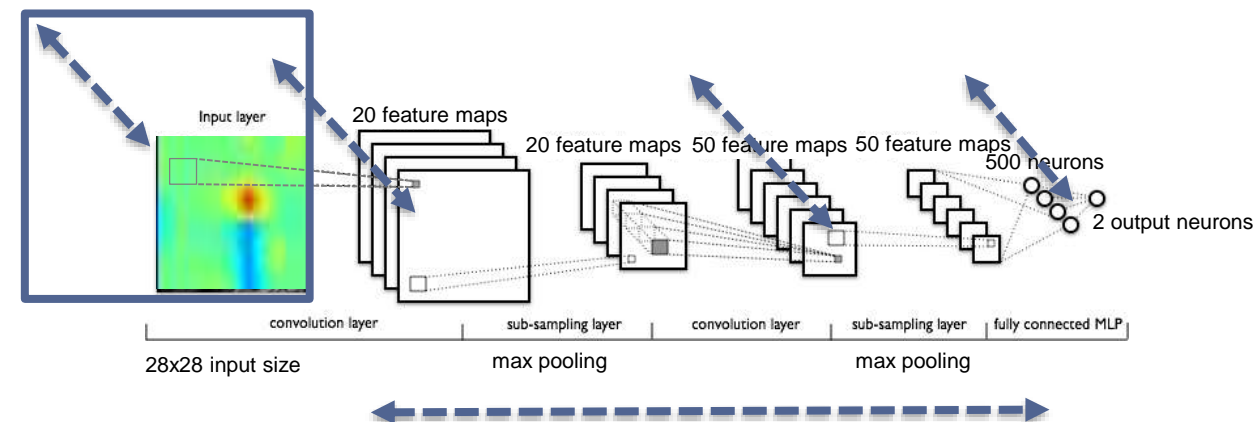 Input layer
20 feature maps
20 feature maps
50 feature maps
50 feature maps
500 neurons
2 output neurons
convolution layer
sub-sampling layer
convolution layer
sub-sampling layer
fully connected MLP
28x28 input size
max pooling
max pooling